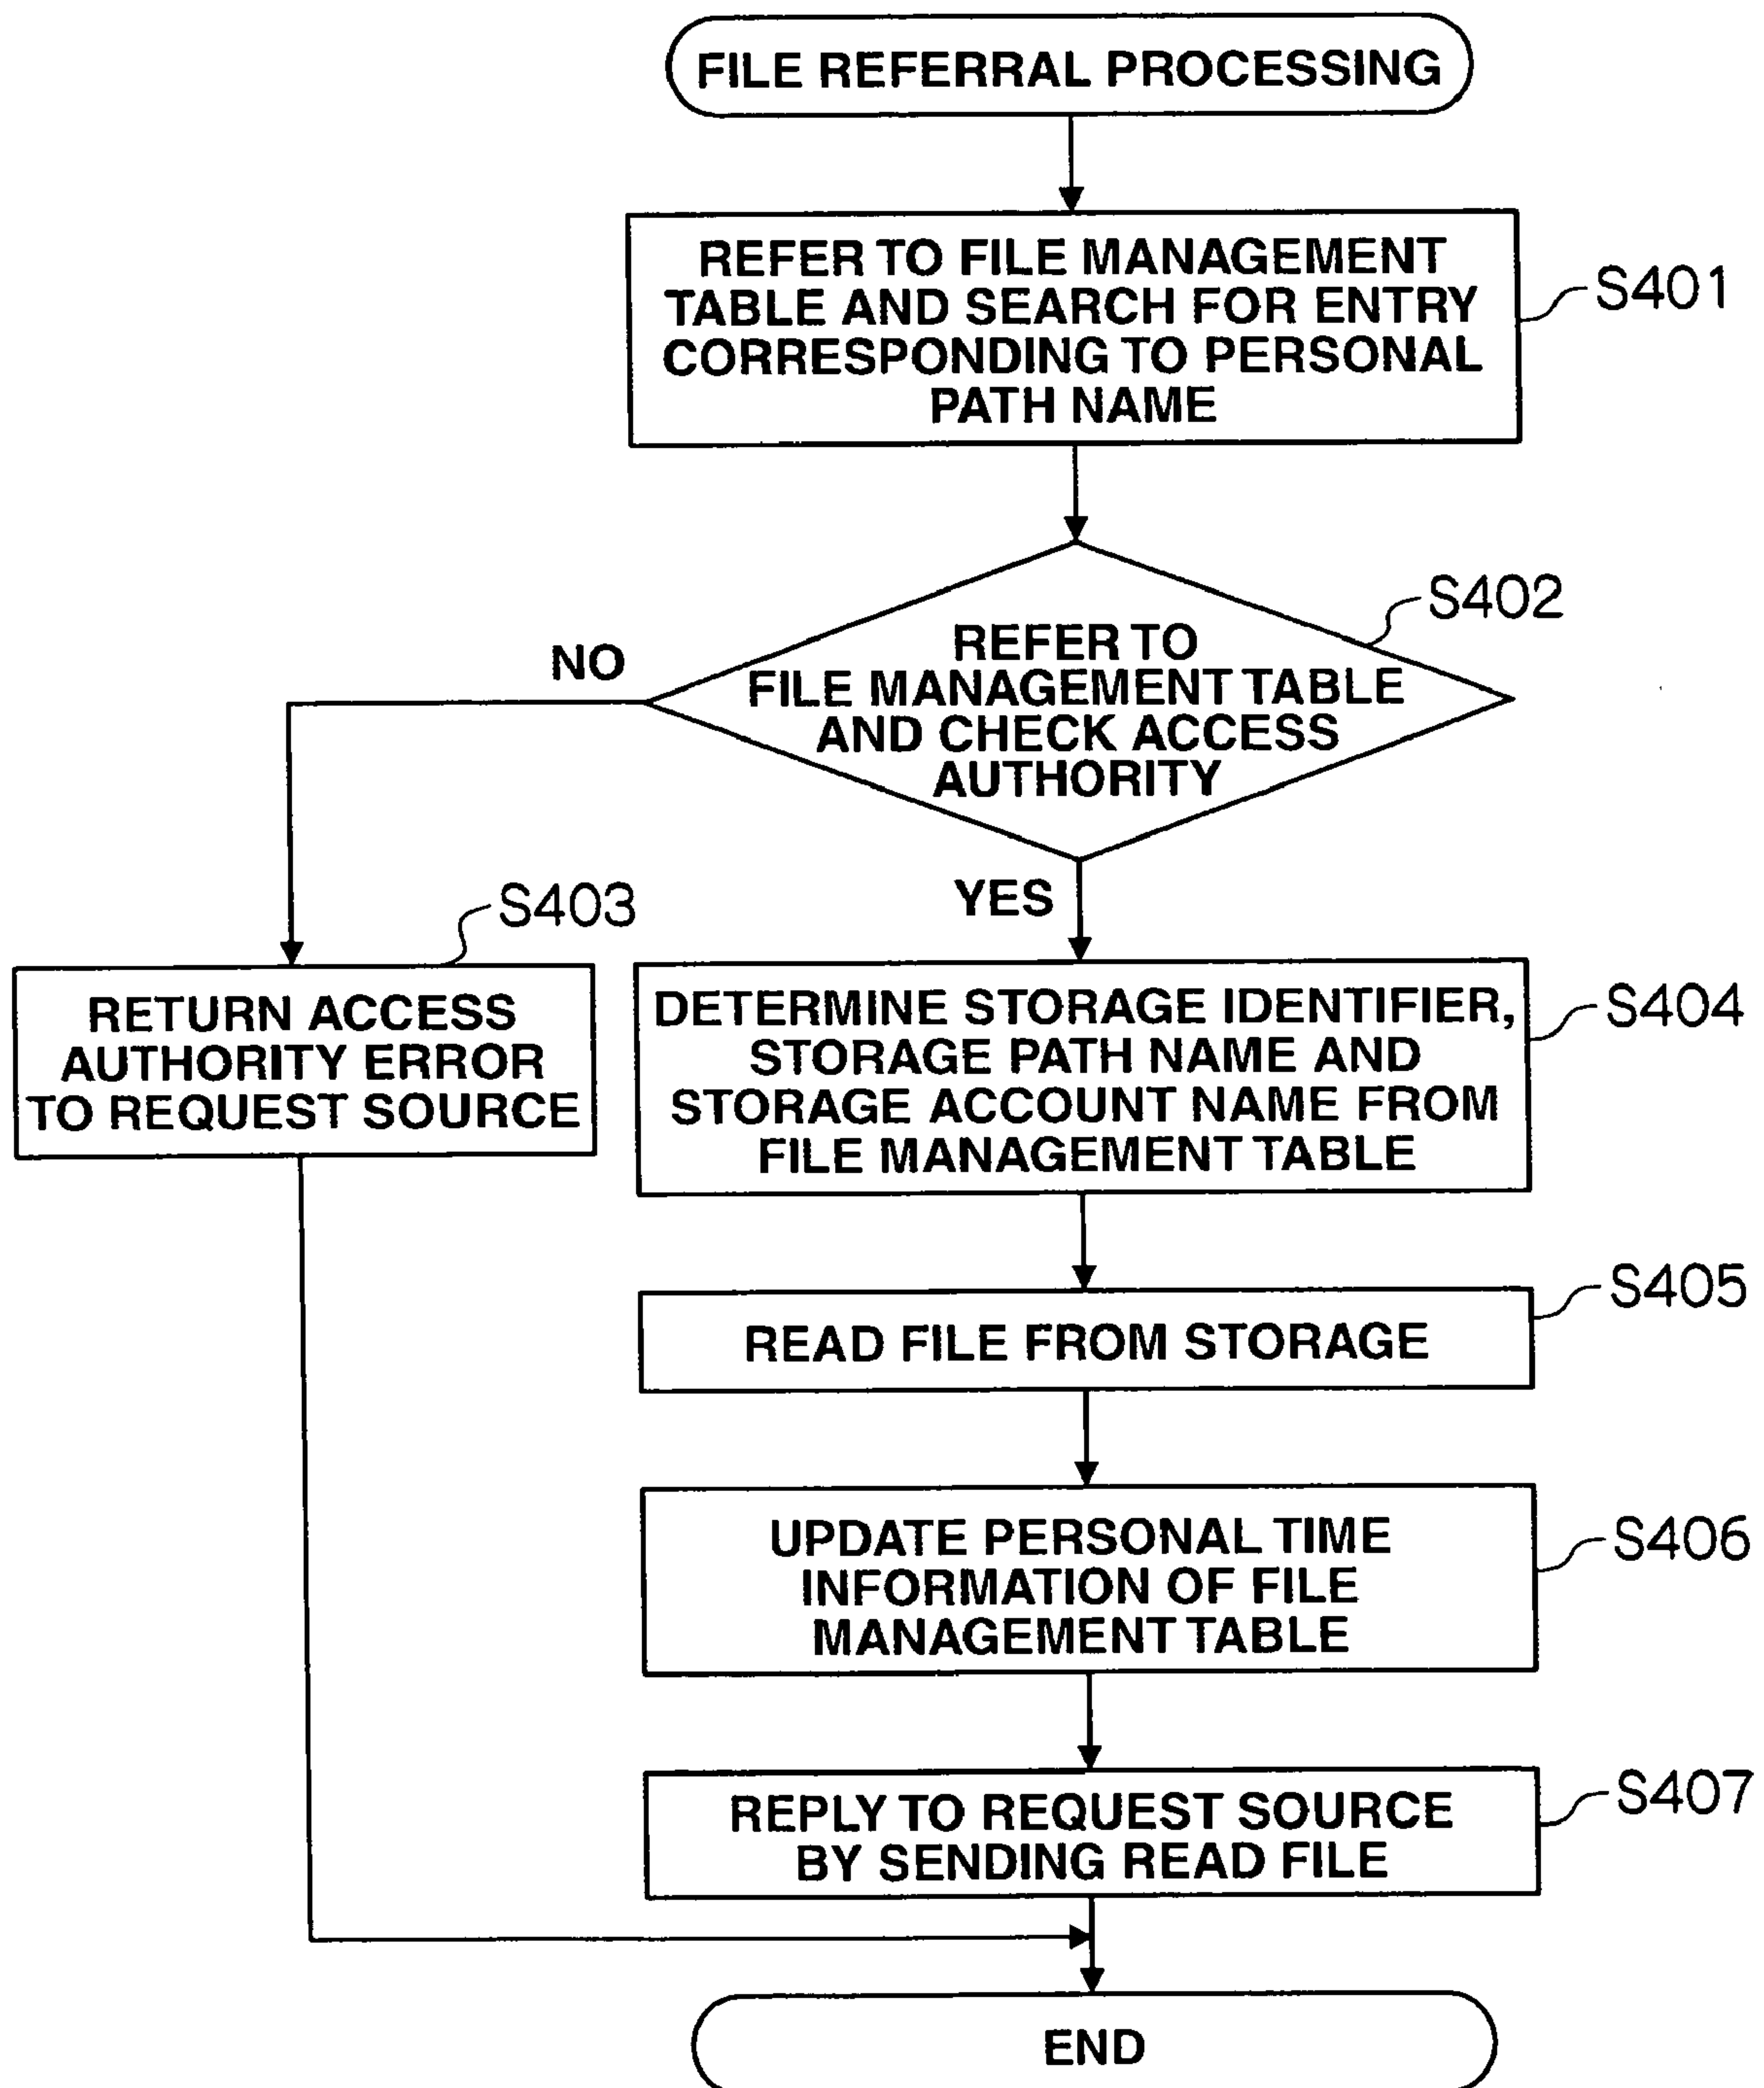 FILE REFERRAL PROCESSING
REFER TO FILE MANAGEMENT
TABLE AND SEARCH FOR ENTRY
CORRESPONDING TO PERSONAL
PATH NAME
S401
S402
REFER TO
FILE MANAGEMENT TABLE
AND CHECK ACCESS
AUTHORITY
NO
YES
S403
RETURN ACCESS
AUTHORITY ERROR
TO REQUEST SOURCE
DETERMINE STORAGE IDENTIFIER,
STORAGE PATH NAME AND
STORAGE ACCOUNT NAME FROM
FILE MANAGEMENT TABLE
S404
READ FILE FROM STORAGE
S405
UPDATE PERSONAL TIME
INFORMATION OF FILE
MANAGEMENT TABLE
S406
REPLY TO REQUEST SOURCE
BY SENDING READ FILE
S407
END